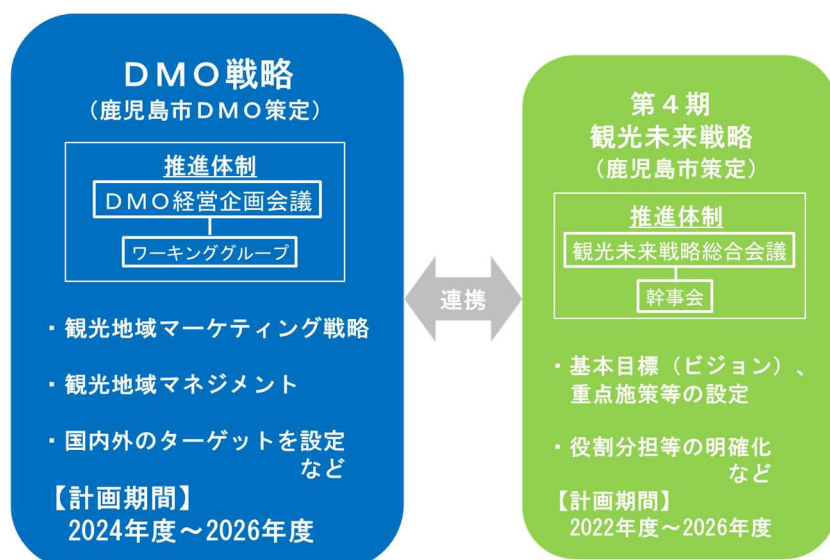 DMO戦略
(鹿児島市DMO策定)
推進体制
DMO経営企画会議
ワーキンググループ
・観光地域マーケティング戦略
・観光地域マネジメント
・国内外のターゲットを設定
など
【計画期間】
2024年度～2026年度
連携
第4期
観光未来戦略
(鹿児島市策定)
推進体制
観光未来戦略総合会議
幹事会
・基本目標(ビジョン)、
重点施策等の設定
・役割分担等の明確化
など
【計画期間】
2022年度～2026年度